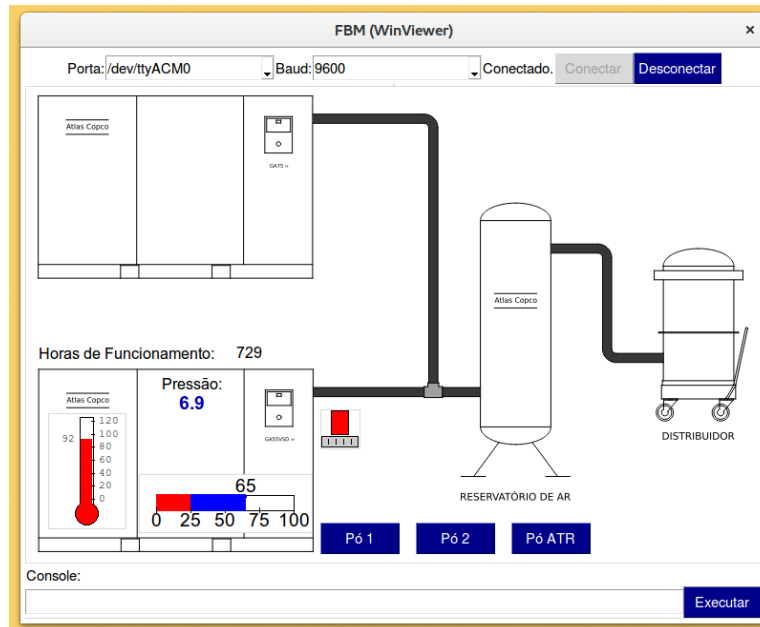 FBM (WinViewer)
×
Porta: /dev/ttyACM0 Baud: 9600 Conectado. Conectar Desconectar
Atlas Copco
GA75
Atlas Copco
Horas de Funcionamento: 729
Atlas Copco
Pressão:
6.9
GA55VSD
92
120
100
80
60
40
20
0
65
0 25 50 75 100
DISTRIBUIDOR
RESERVATÓRIO DE AR
Pó 1 Pó 2 Pó ATR
Console:
Executar